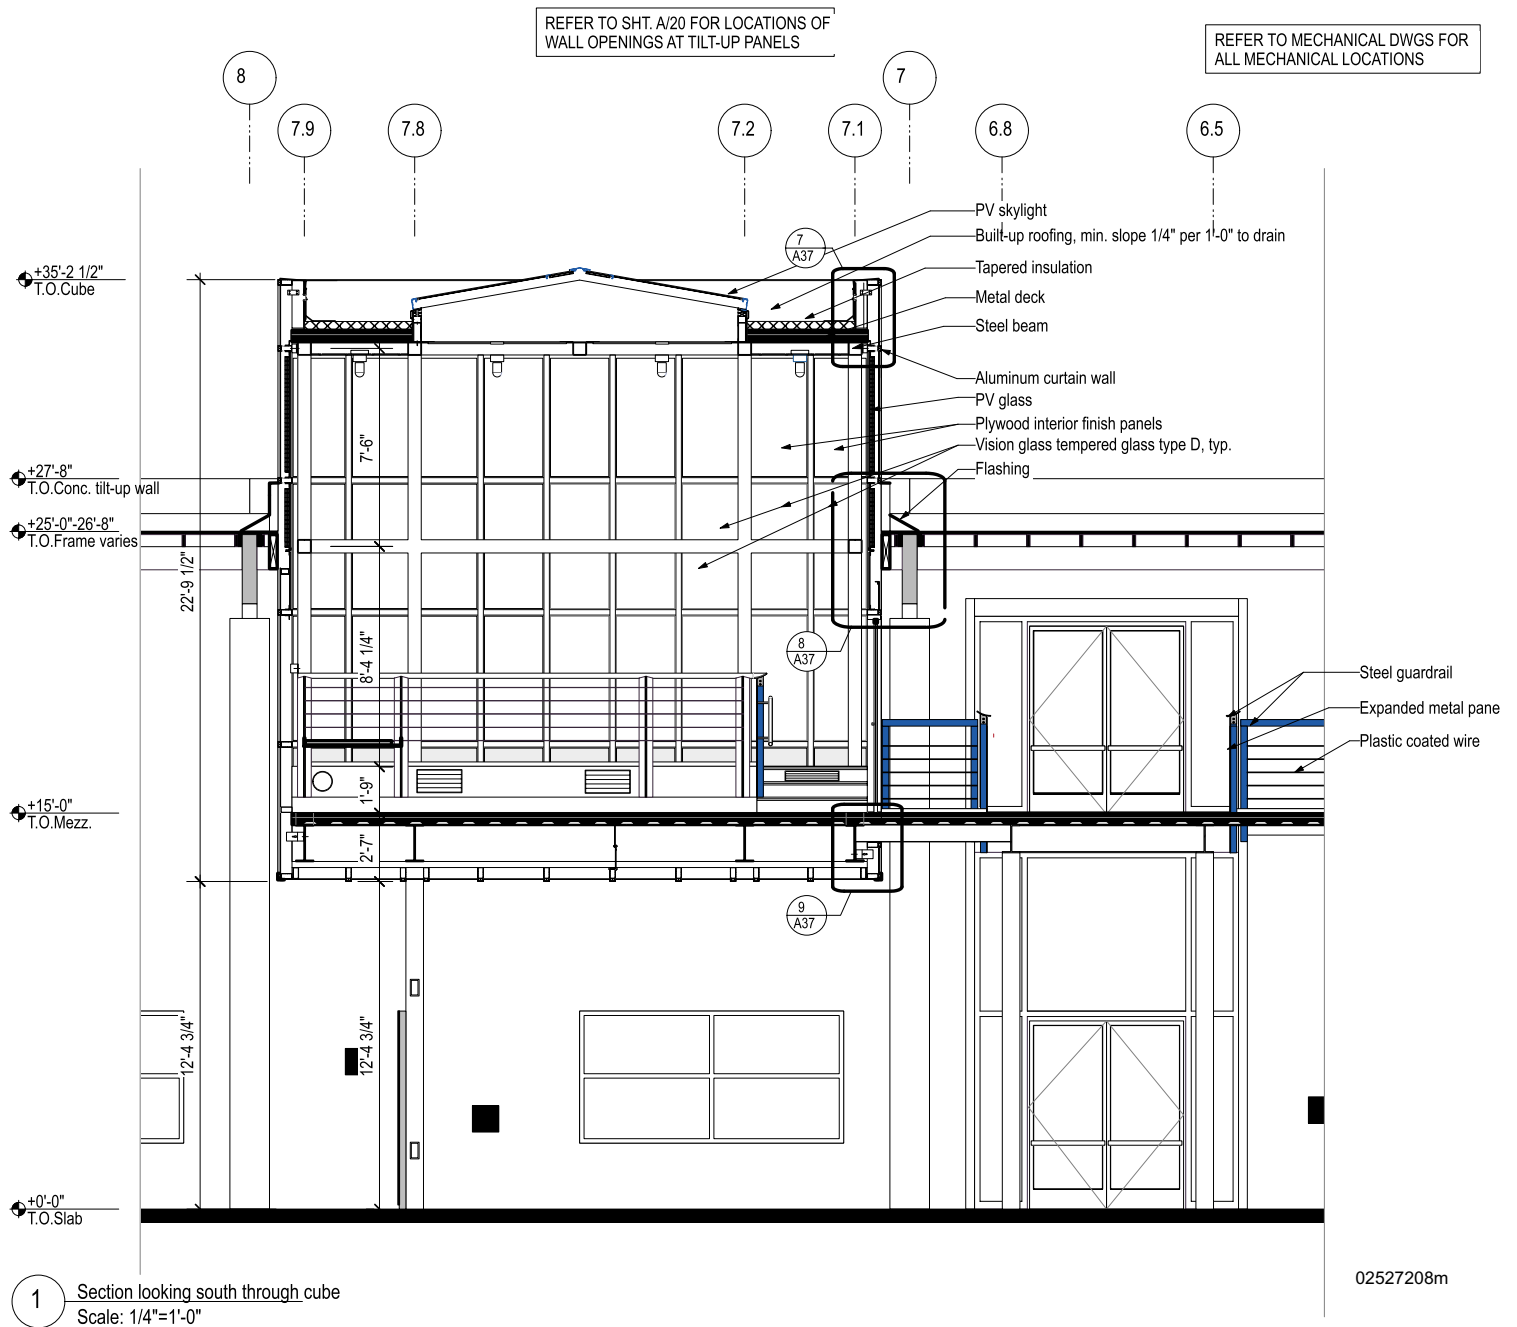 REFER TO SHT. A/20 FOR LOCATIONS OF
WALL OPENINGS AT TILT-UP PANELS
REFER TO MECHANICAL DWGS FOR
ALL MECHANICAL LOCATIONS
8
7
7.9
7.8
7.2
7.1
6.8
6.5
PV skylight
Built-up roofing, min. slope 1/4" per 1'-0" to drain
7
A37
Tapered insulation
+35'-2 1/2"
T.O.Cube
Metal deck
Steel beam
Aluminum curtain wall
PV glass
Plywood interior finish panels
Vision glass tempered glass type D, typ.
7'-6"
Flashing
+27'-8"
T.O.Conc. tilt-up wall
+25'-0"-26'-8"
T.O.Frame varies
22'-9 1/2"
8'-4 1/4"
8
A37
Steel guardrail
Expanded metal pane
Plastic coated wire
1'-9"
+15'-0"
T.O.Mezz.
2'-7"
9
A37
12'-4 3/4"
12'-4 3/4"
+0'-0"
T.O.Slab
1
Section looking south through cube
Scale: 1/4"=1'-0"
02527208m